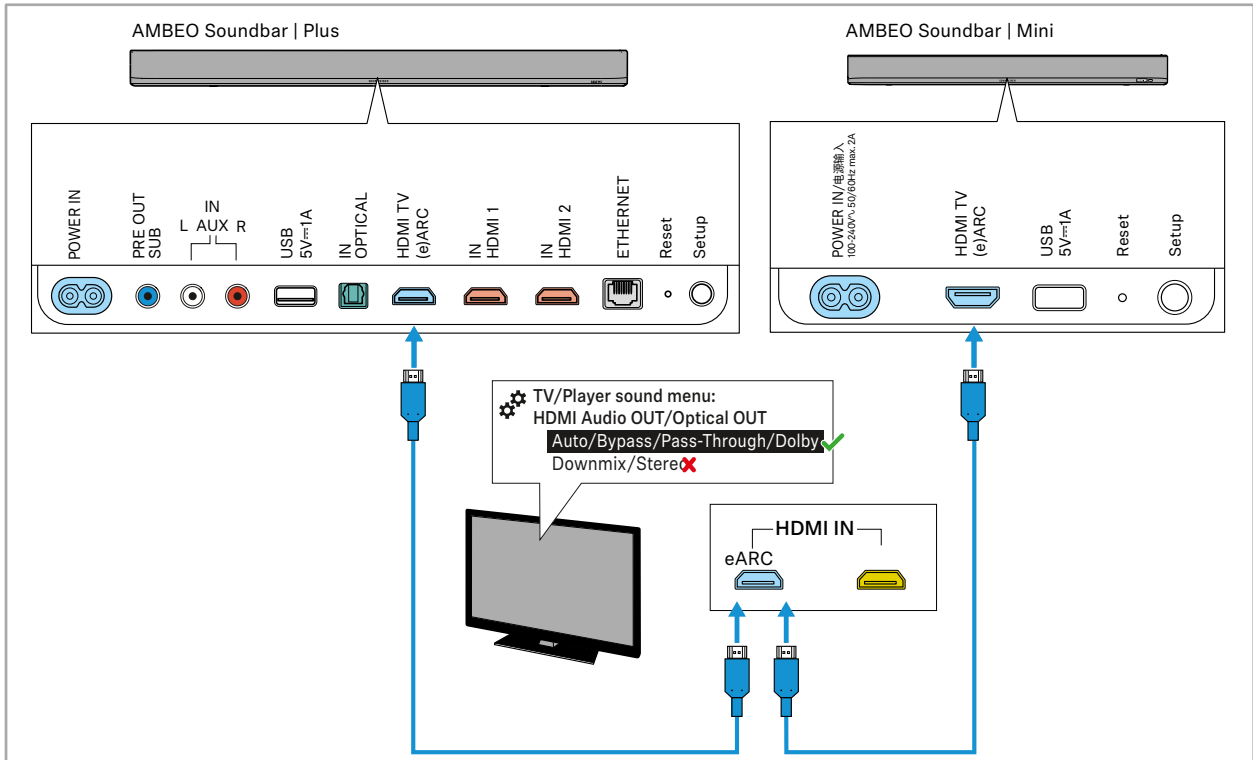 AMBEO Soundbar | Plus
POWER IN
PRE OUT
SUB
IN
L AUX R
USB
5V⎓1A
IN
OPTICAL
HDMI TV
(e)ARC
IN
HDMI 1
IN
HDMI 2
ETHERNET
Reset
Setup
AMBEO Soundbar | Mini
POWER IN/电源输入
100-240V∿ 50/60Hz max. 2A
HDMI TV
(e)ARC
USB
5V⎓1A
Reset
Setup
TV/Player sound menu:
HDMI Audio OUT/Optical OUT
Auto/Bypass/Pass-Through/Dolby
Downmix/Stereo
HDMI IN
eARC